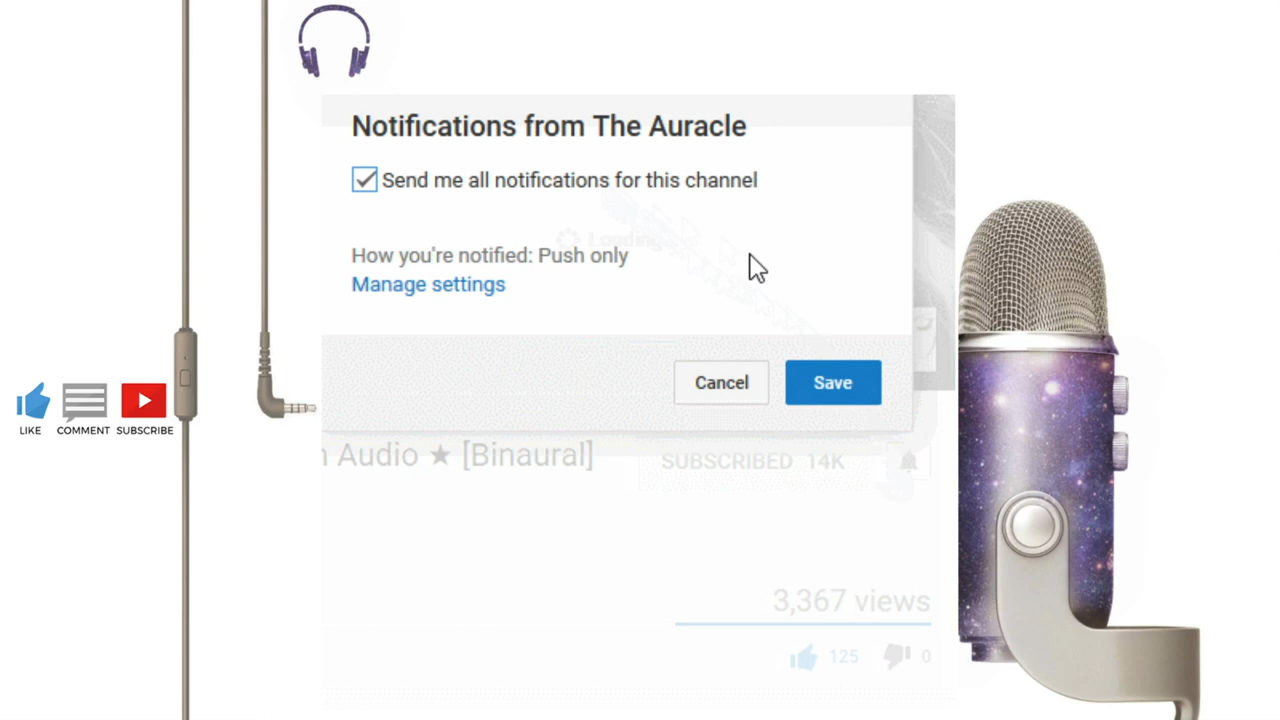 Notifications from The Auracle
Send me all notifications for this channel
Loading...
How you're notified: Push only
Manage settings
Cancel
Save
LIKE
COMMENT
SUBSCRIBE
Audio ★ [Binaural]
SUBSCRIBED 14K
3,367 views
125
0